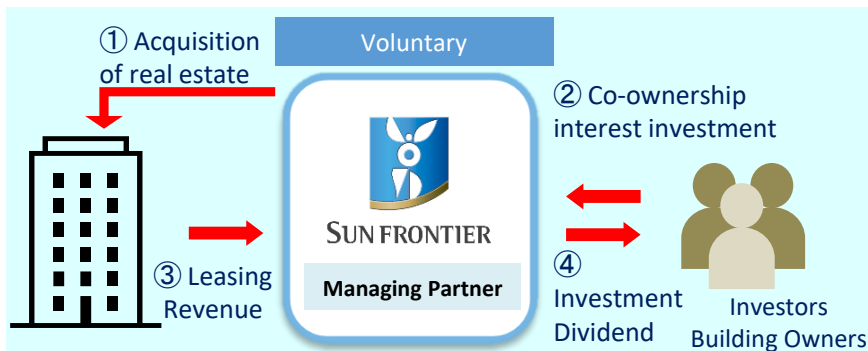 ① Acquisition
of real estate
Voluntary
② Co-ownership
interest investment
SUN FRONTIER
Managing Partner
③ Leasing
Revenue
④
Investment
Dividend
Investors
Building Owners